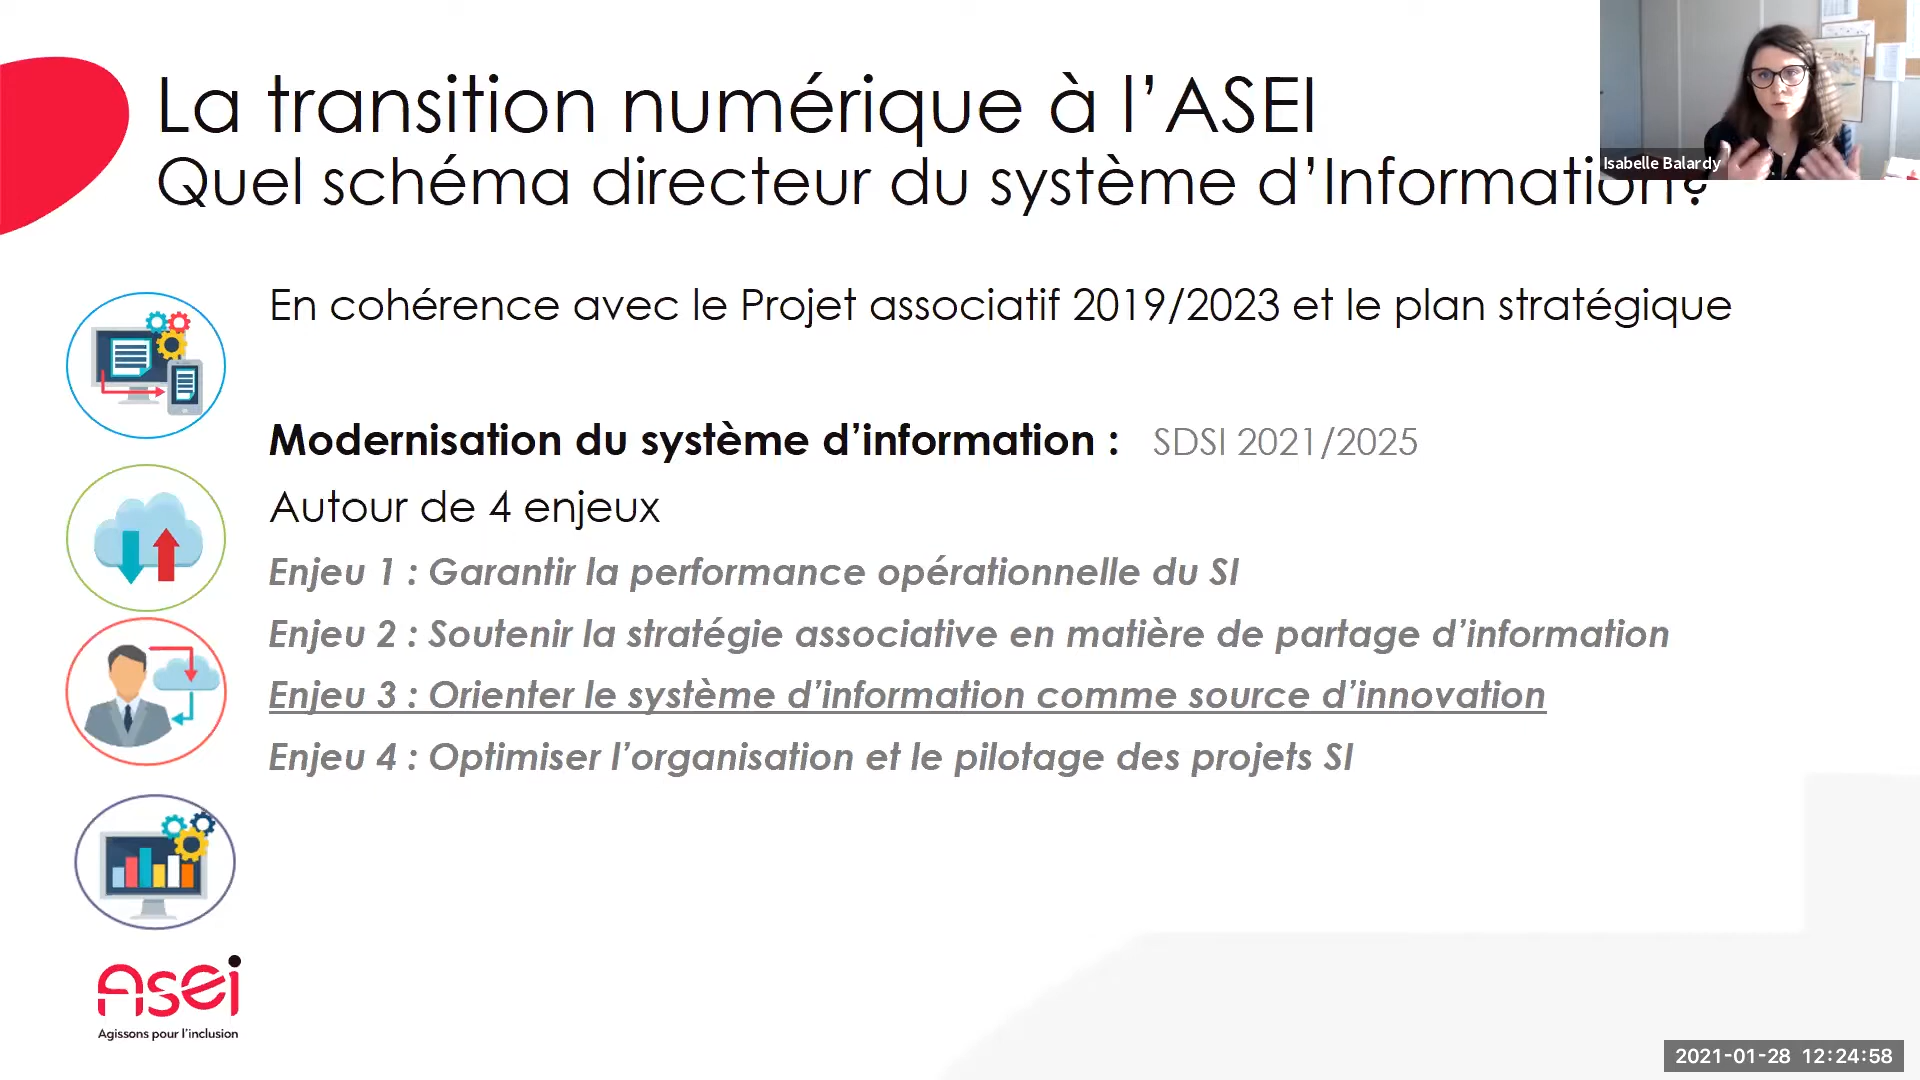 La transition numérique à l’ASEI
Quel schéma directeur du système d’Information?
Isabelle Balardy
En cohérence avec le Projet associatif 2019/2023 et le plan stratégique
Modernisation du système d’information : SDSI 2021/2025
Autour de 4 enjeux
Enjeu 1 : Garantir la performance opérationnelle du SI
Enjeu 2 : Soutenir la stratégie associative en matière de partage d’information
Enjeu 3 : Orienter le système d’information comme source d’innovation
Enjeu 4 : Optimiser l’organisation et le pilotage des projets SI
Asei
Agissons pour l’inclusion
2021-01-28 12:24:58